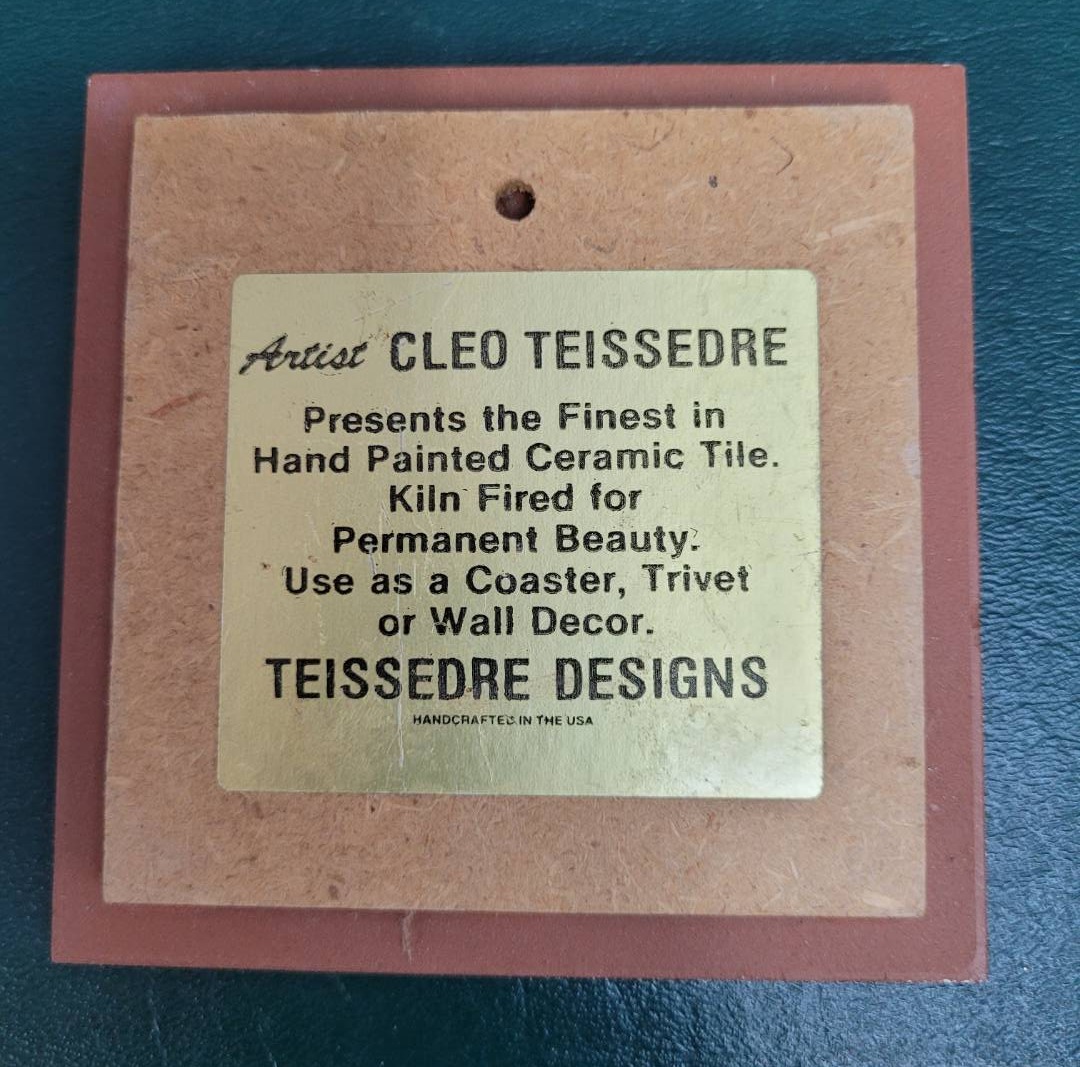 Artist CLEO TEISSEDRE
Presents the Finest in
Hand Painted Ceramic Tile.
Kiln Fired for
Permanent Beauty.
Use as a Coaster, Trivet
or Wall Decor.
TEISSEDRE DESIGNS
HANDCRAFTED IN THE USA